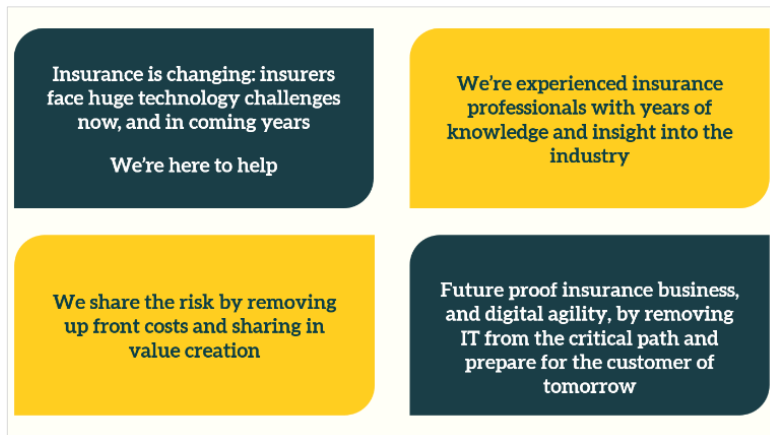 Insurance is changing: insurers
face huge technology challenges
now, and in coming years
We’re here to help
We’re experienced insurance
professionals with years of
knowledge and insight into the
industry
We share the risk by removing
up front costs and sharing in
value creation
Future proof insurance business,
and digital agility, by removing
IT from the critical path and
prepare for the customer of
tomorrow